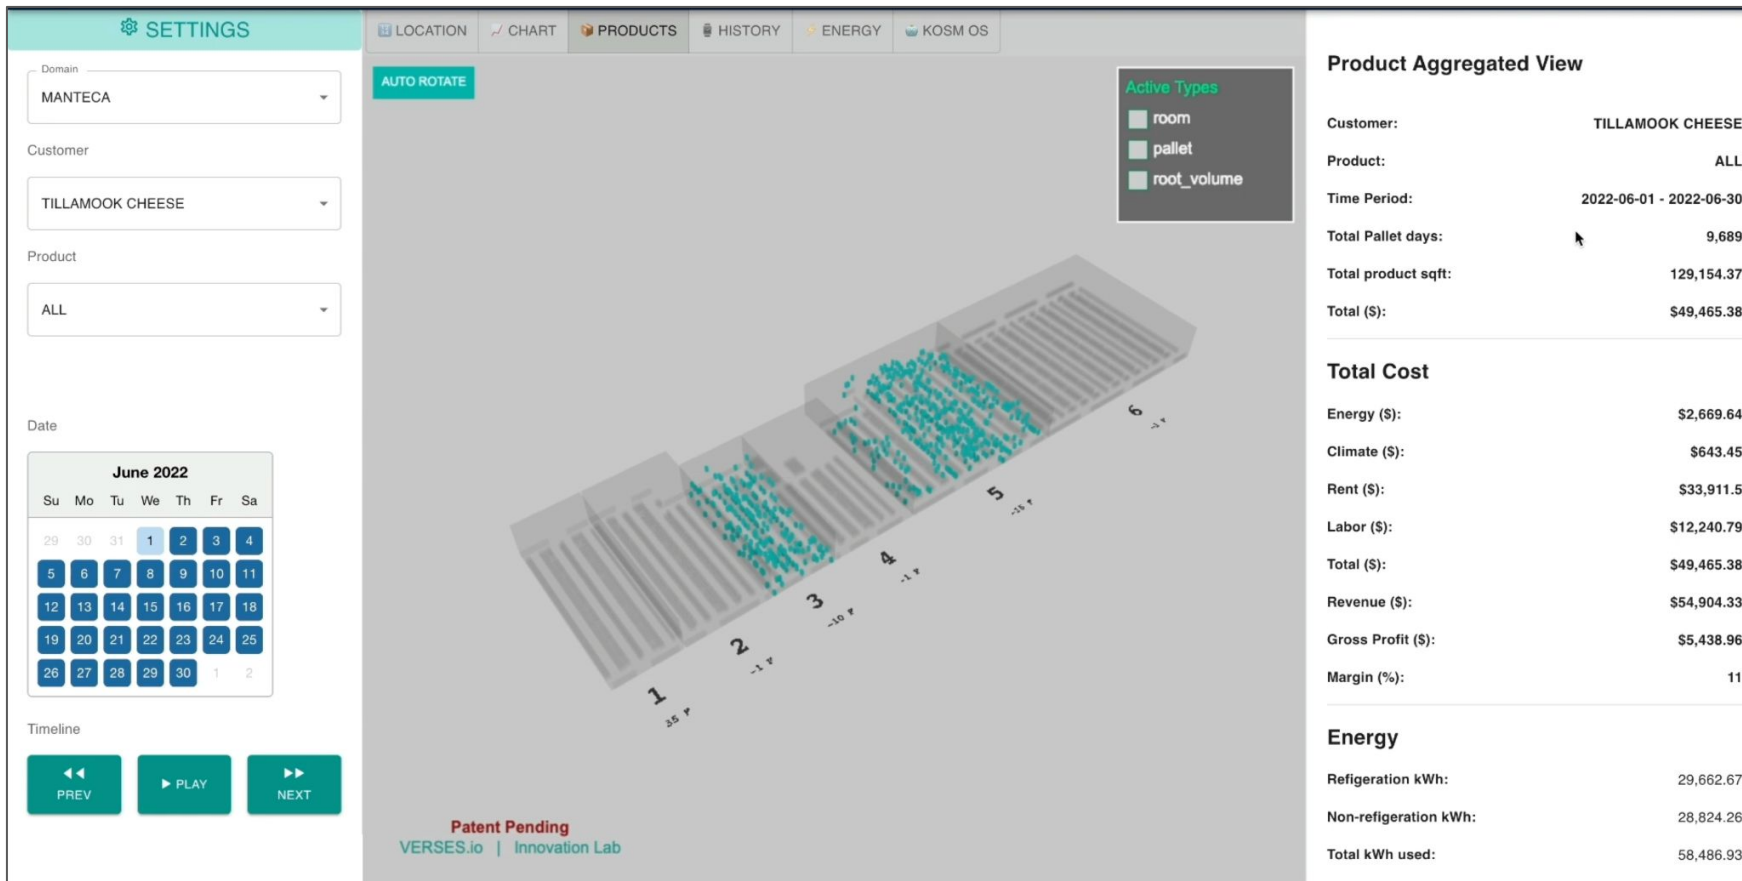 SETTINGS
Domain
MANTECA
Customer
TILLAMOOK CHEESE
Product
ALL
Date
June 2022
Su Mo Tu We Th Fr Sa
29 30 31 1 2 3 4
5 6 7 8 9 10 11
12 13 14 15 16 17 18
19 20 21 22 23 24 25
26 27 28 29 30 1 2
Timeline
PREV
PLAY
NEXT
LOCATION CHART PRODUCTS HISTORY ENERGY KOSM OS
AUTO ROTATE
Active Types
room
pallet
root_volume
1
35 F
2
-1 F
3
-10 F
4
-1 F
5
6
Patent Pending
VERSES.io | Innovation Lab
Product Aggregated View
Customer: TILLAMOOK CHEESE
Product: ALL
Time Period: 2022-06-01 - 2022-06-30
Total Pallet days: 9,689
Total product sqft: 129,154.37
Total ($): $49,465.38
Total Cost
Energy ($): $2,669.64
Climate ($): $643.45
Rent ($): $33,911.5
Labor ($): $12,240.79
Total ($): $49,465.38
Revenue ($): $54,904.33
Gross Profit ($): $5,438.96
Margin (%): 11
Energy
Refigeration kWh: 29,662.67
Non-refigeration kWh: 28,824.26
Total kWh used: 58,486.93